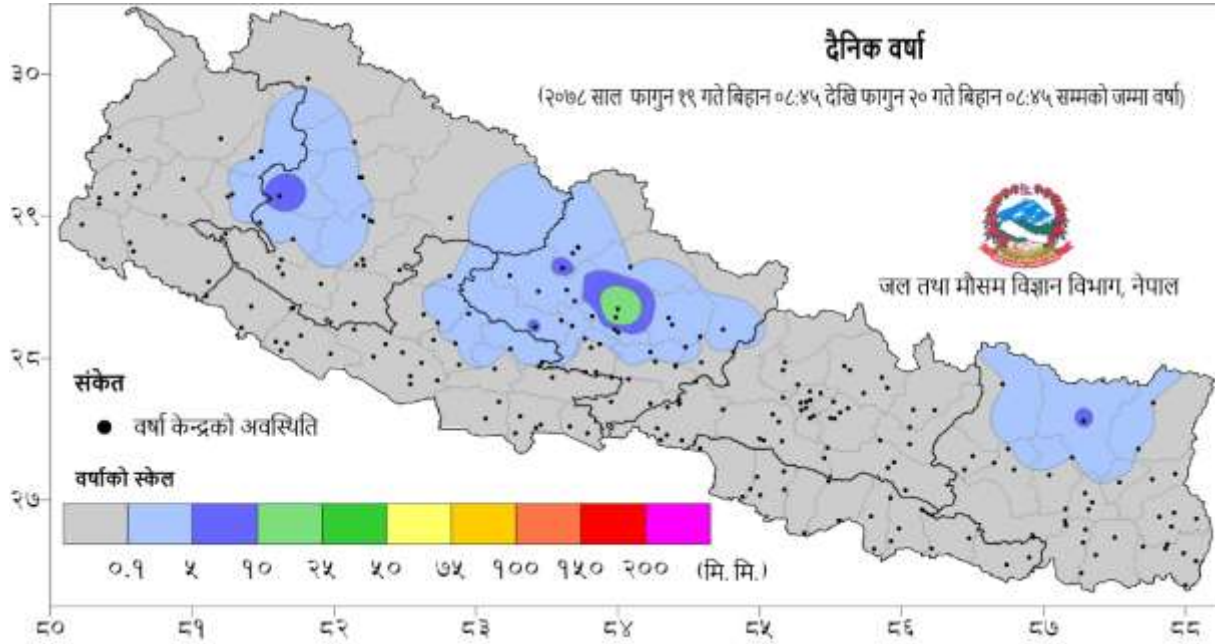 दैनिक वर्षा
(२०७८ साल फागुन १९ गते बिहान ०८:४५ देखि फागुन २० गते बिहान ०८:४५ सम्मको जम्मा वर्षा)
जल तथा मौसम विज्ञान विभाग, नेपाल
३०
२९
२८
२७
संकेत
वर्षा केन्द्रको अवस्थिति
वर्षाको स्केल
०.१ ५ १० २५ ५० ७५ १०० १५० २०० (मि. मि.)
८० ८१ ८२ ८३ ८४ ८५ ८६ ८७ ८८